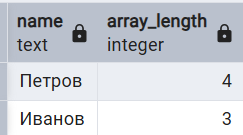 name array_length
text integer
Петров 4
Иванов 3